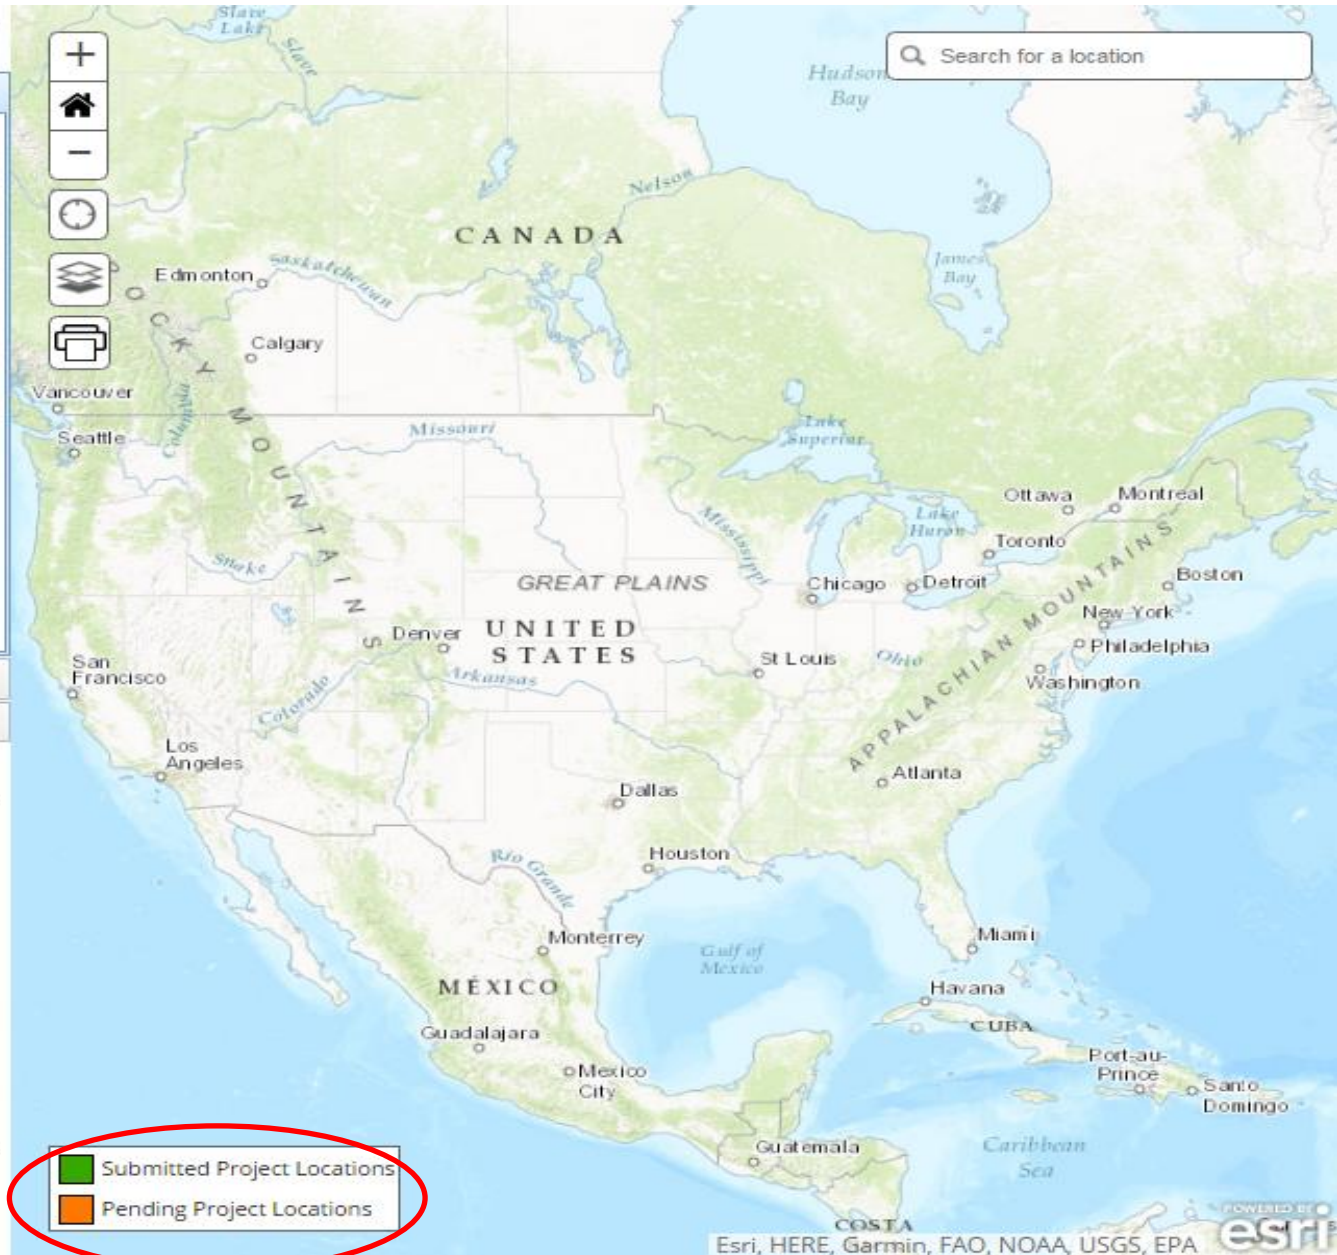 Slave
Lake
Slave
Search for a location
Hudson
Bay
Nelson
CANADA
James
Bay
Edmonton
Saskatchewan
ROCKY MOUNTAINS
Calgary
Vancouver
Columbia
Seattle
Missouri
Lake
Superior
Ottawa
Montreal
Mississippi
Lake
Huron
Toronto
Snake
GREAT PLAINS
Chicago
Detroit
Boston
APPALACHIAN MOUNTAINS
New York
Denver
UNITED
STATES
Philadelphia
San
Francisco
St Louis
Ohio
Arkansas
Washington
Colorado
Los
Angeles
Atlanta
Dallas
Houston
Río Grande
Monterrey
Gulf of
Mexico
Miami
MÉXICO
Havana
CUBA
Guadalajara
Mexico
City
Port-au-
Prince
Santo
Domingo
Guatemala
Caribbean
Sea
Submitted Project Locations
Pending Project Locations
COSTA
POWERED BY
esri
Esri, HERE, Garmin, FAO, NOAA, USGS, EPA